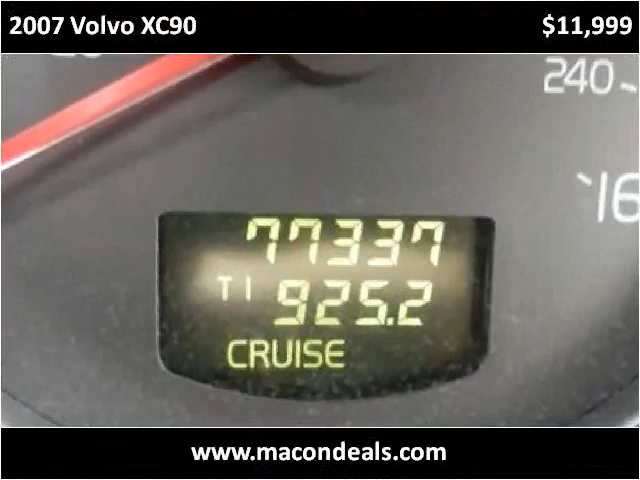 2007 Volvo XC90 $11,999
240
16
77337
T1 925.2
CRUISE
www.macondeals.com